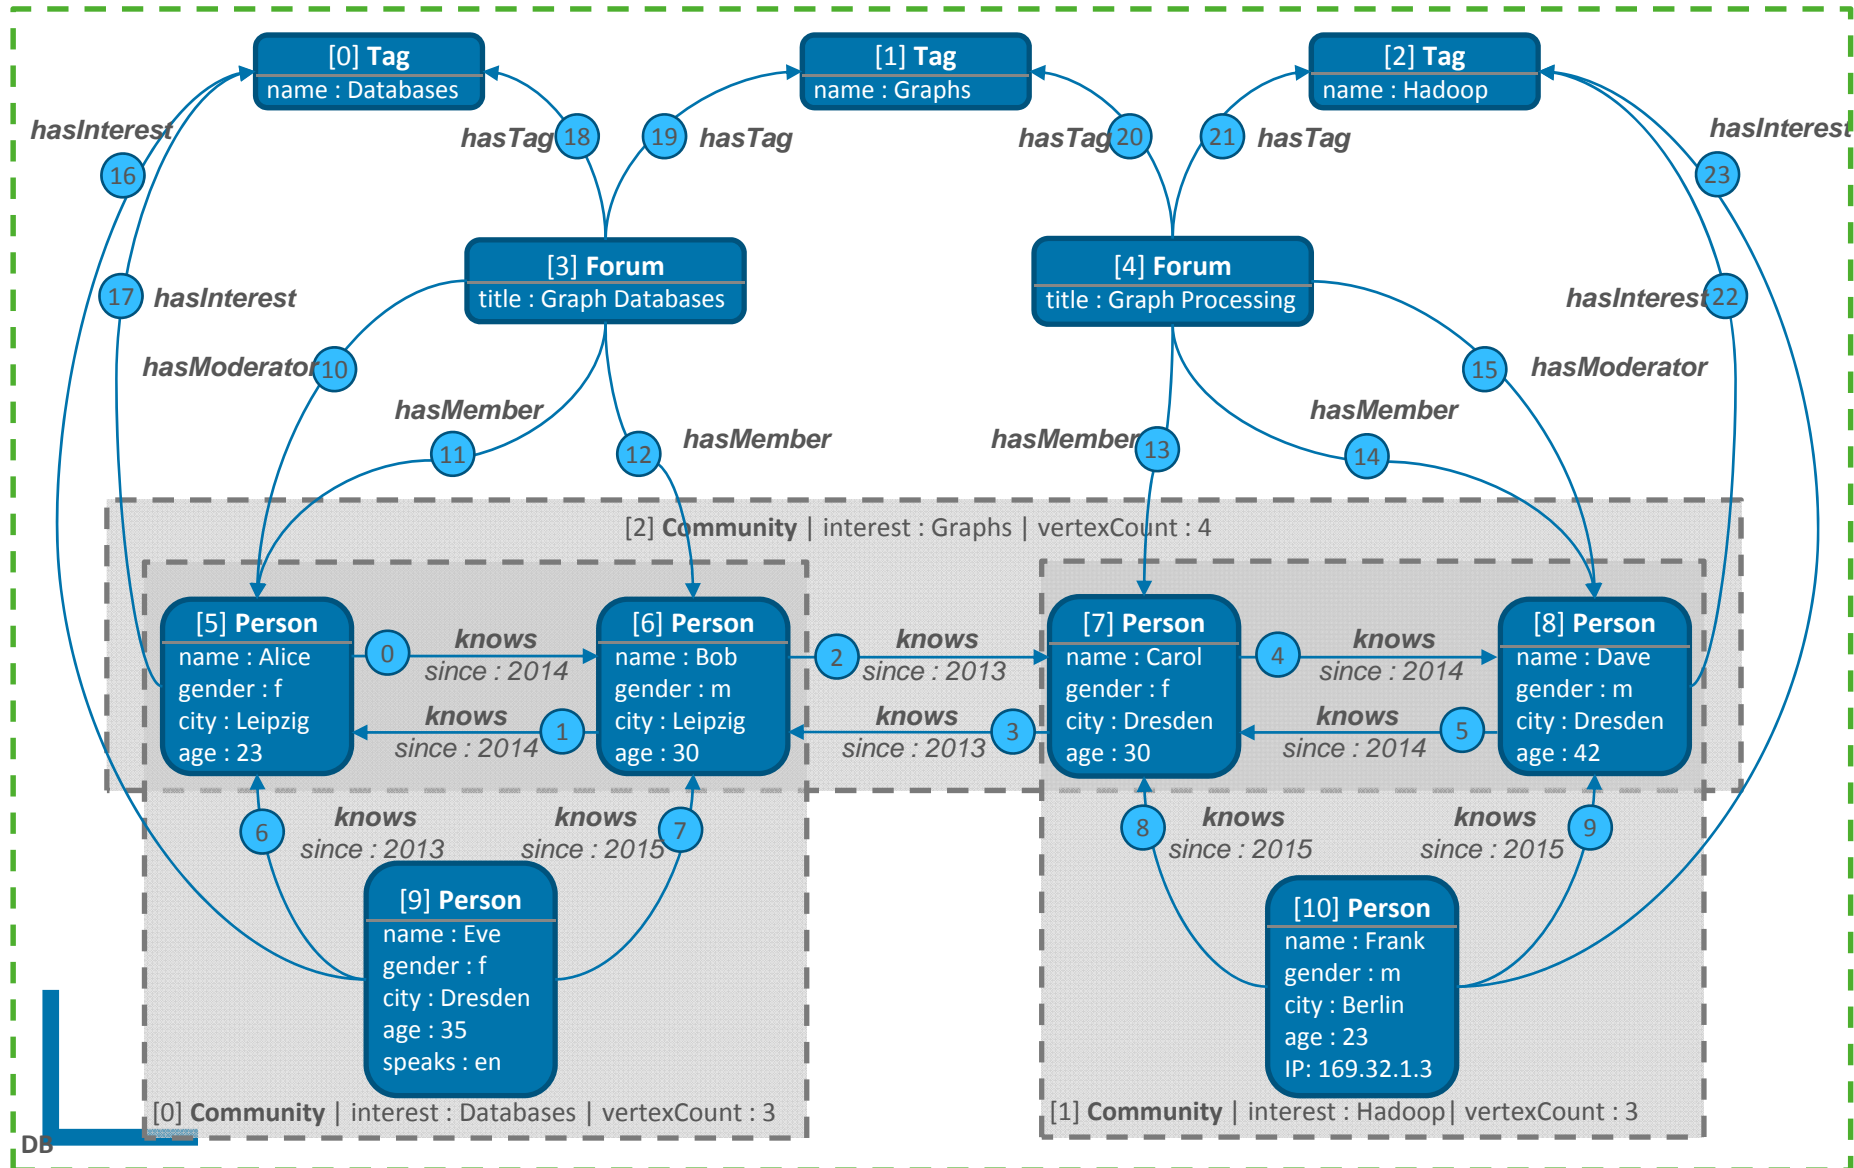 [0] Tag
name : Databases
[1] Tag
name : Graphs
[2] Tag
name : Hadoop
hasInterest
16
hasTag
18
19
hasTag
hasTag
20
21
hasTag
hasInterest
23
17
hasInterest
[3] Forum
title : Graph Databases
[4] Forum
title : Graph Processing
hasInterest
22
hasModerator
10
15
hasModerator
hasMember
11
12
hasMember
hasMember
13
hasMember
14
[2] Community | interest : Graphs | vertexCount : 4
[5] Person
name : Alice
gender : f
city : Leipzig
age : 23
0
knows
since : 2014
knows
since : 2014
1
[6] Person
name : Bob
gender : m
city : Leipzig
age : 30
2
knows
since : 2013
knows
since : 2013
3
[7] Person
name : Carol
gender : f
city : Dresden
age : 30
4
knows
since : 2014
knows
since : 2014
5
[8] Person
name : Dave
gender : m
city : Dresden
age : 42
6
knows
since : 2013
knows
since : 2015
7
8
knows
since : 2015
knows
since : 2015
9
[9] Person
name : Eve
gender : f
city : Dresden
age : 35
speaks : en
[10] Person
name : Frank
gender : m
city : Berlin
age : 23
IP: 169.32.1.3
[0] Community | interest : Databases | vertexCount : 3
[1] Community | interest : Hadoop| vertexCount : 3
DB